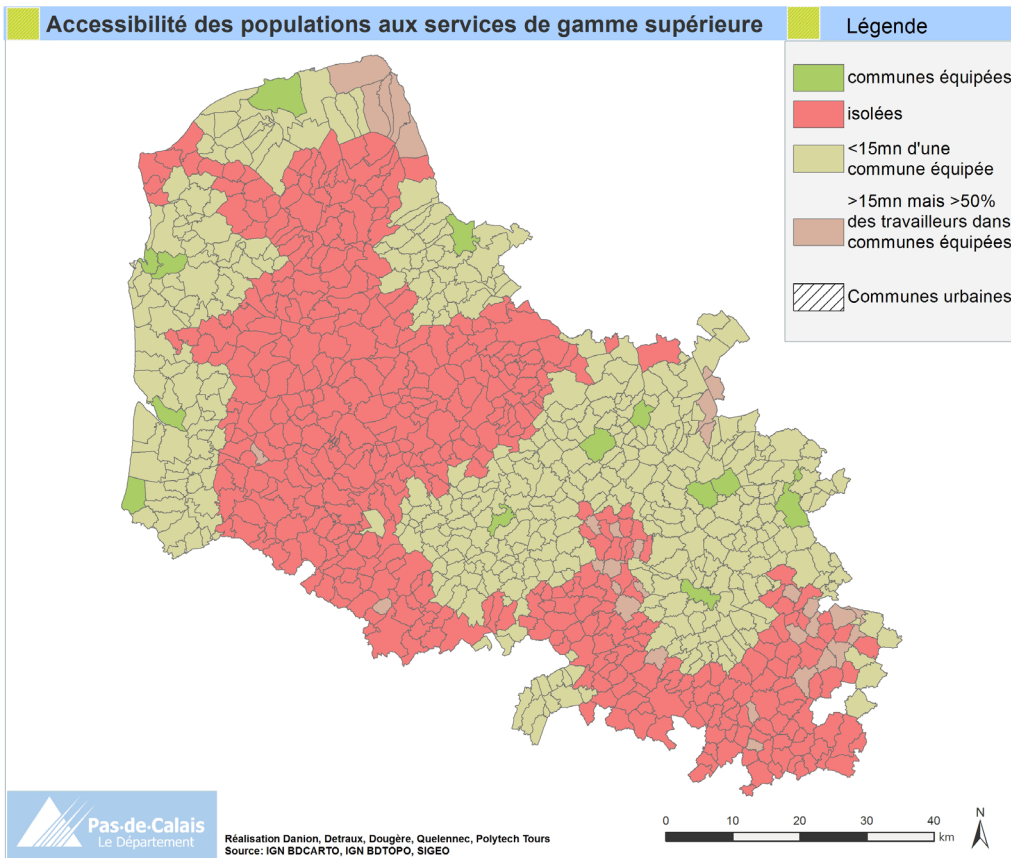 Accessibilité des populations aux services de gamme supérieure
Légende
communes équipées
isolées
<15mn d'une
commune équipée
>15mn mais >50%
des travailleurs dans
communes équipées
Communes urbaines
Pas-de-Calais
Le Département
Réalisation Danion, Detraux, Dougère, Quelennec, Polytech Tours
Source: IGN BDCARTO, IGN BDTOPO, SIGEO
0 10 20 30 40
km
N